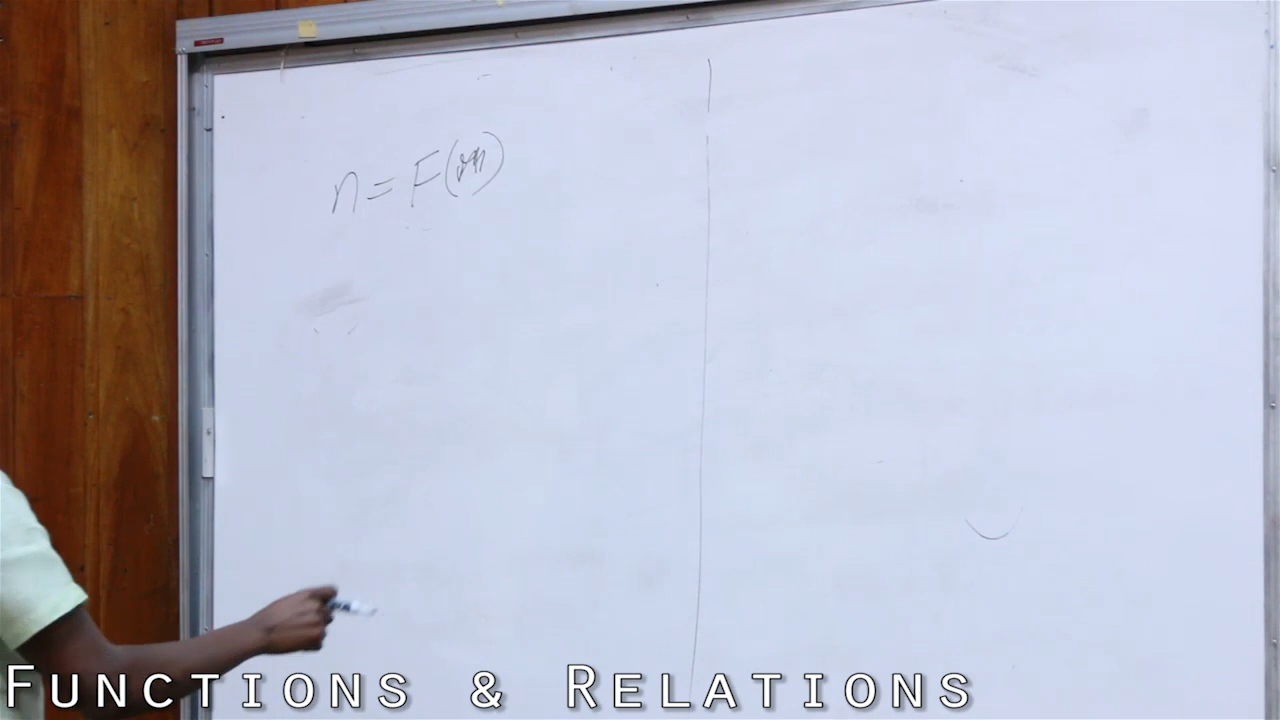 n = F(m)
Functions & Relations